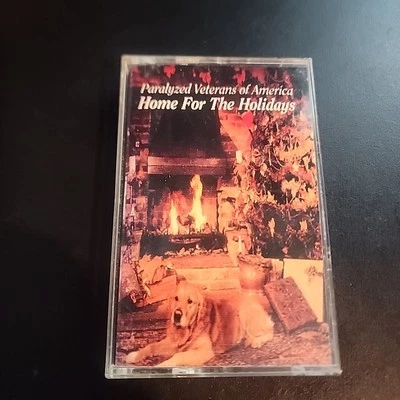 Paralyzed Veterans of America
Home For The Holidays